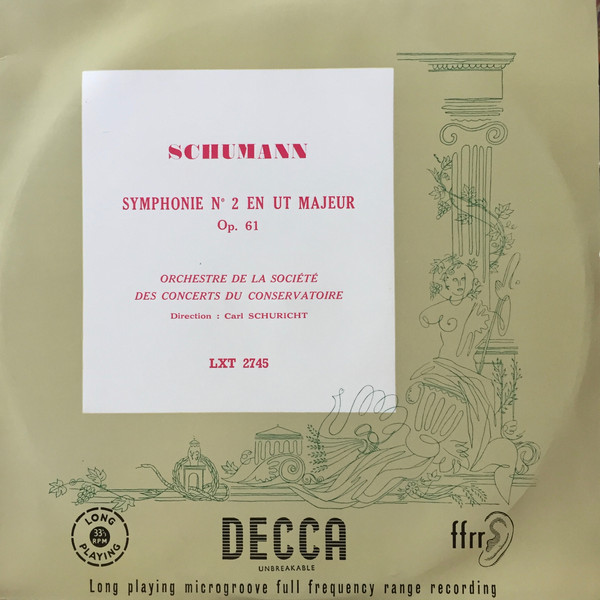 SCHUMANN
SYMPHONIE N° 2 EN UT MAJEUR
Op. 61
ORCHESTRE DE LA SOCIÉTÉ
DES CONCERTS DU CONSERVATOIRE
Direction : Carl SCHURICHT
LXT 2745
LONG
33⅓
RPM
PLAYING
DECCA
UNBREAKABLE
ffrr
Long playing microgroove full frequency range recording